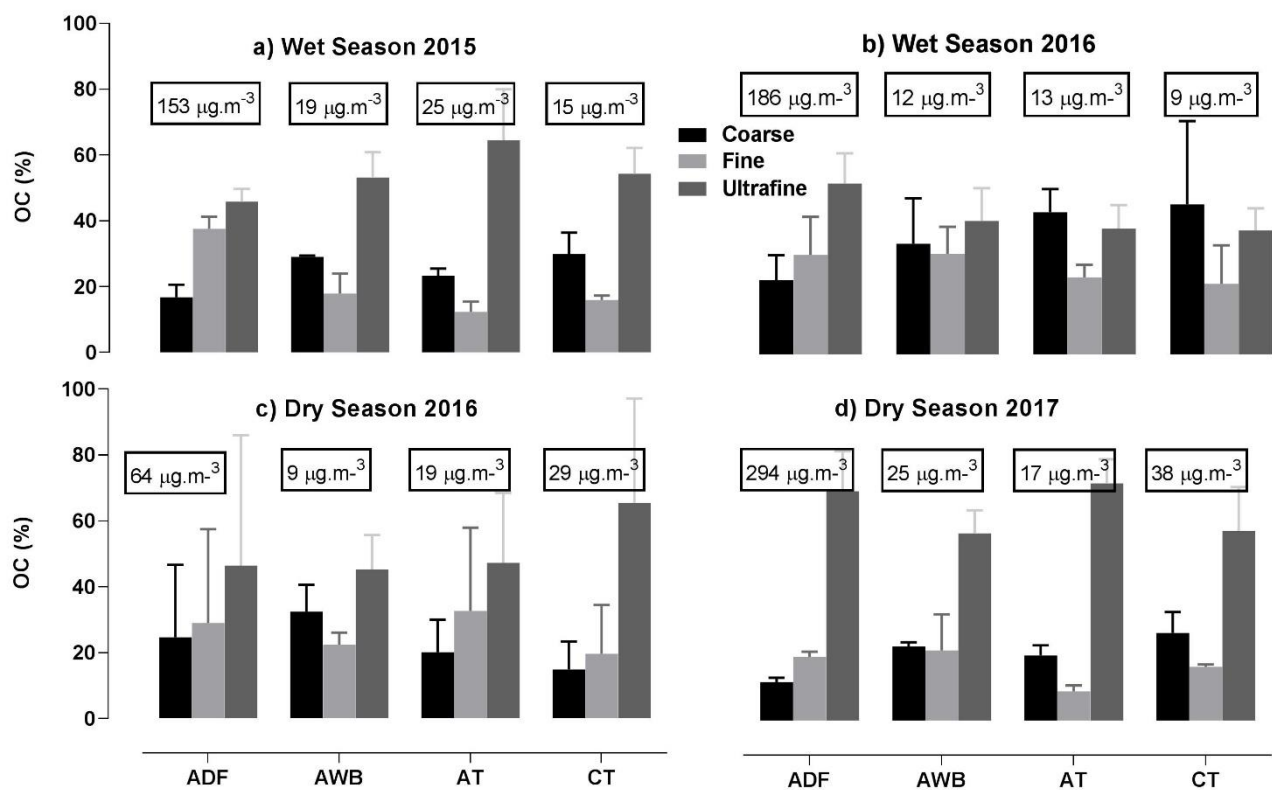 100
80
60
40
20
0
OC (%)
a) Wet Season 2015
153 μg.m-3
19 μg.m-3
25 μg.m-3
15 μg.m-3
b) Wet Season 2016
186 μg.m-3
12 μg.m-3
13 μg.m-3
9 μg.m-3
Coarse
Fine
Ultrafine
100
80
60
40
20
0
OC (%)
c) Dry Season 2016
64 μg.m-3
9 μg.m-3
19 μg.m-3
29 μg.m-3
d) Dry Season 2017
294 μg.m-3
25 μg.m-3
17 μg.m-3
38 μg.m-3
ADF AWB AT CT
ADF AWB AT CT